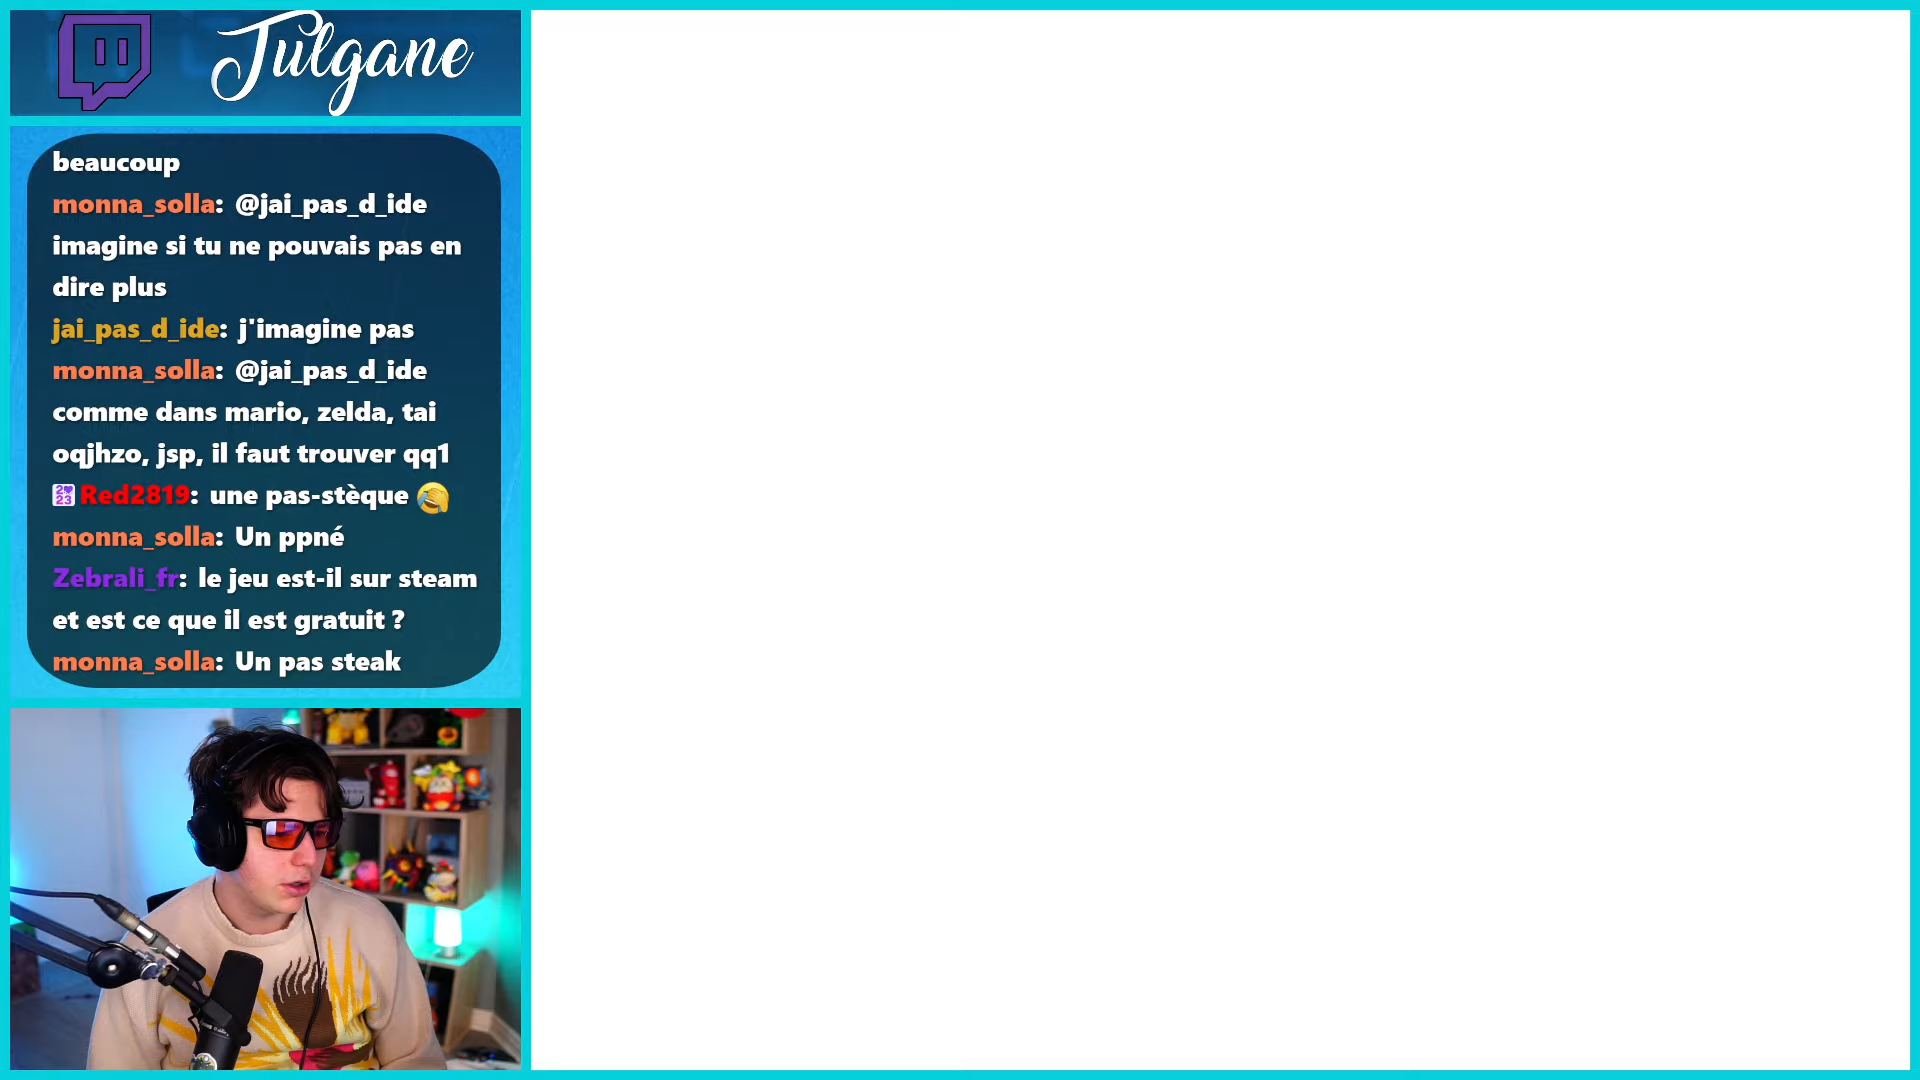 Julgane
beaucoup
monna_solla: @jai_pas_d_ide
imagine si tu ne pouvais pas en
dire plus
jai_pas_d_ide: j'imagine pas
monna_solla: @jai_pas_d_ide
comme dans mario, zelda, tai
oqjhzo, jsp, il faut trouver qq1
Red2819: une pas-stèque
monna_solla: Un ppné
Zebrali_fr: le jeu est-il sur steam
et est ce que il est gratuit ?
monna_solla: Un pas steak